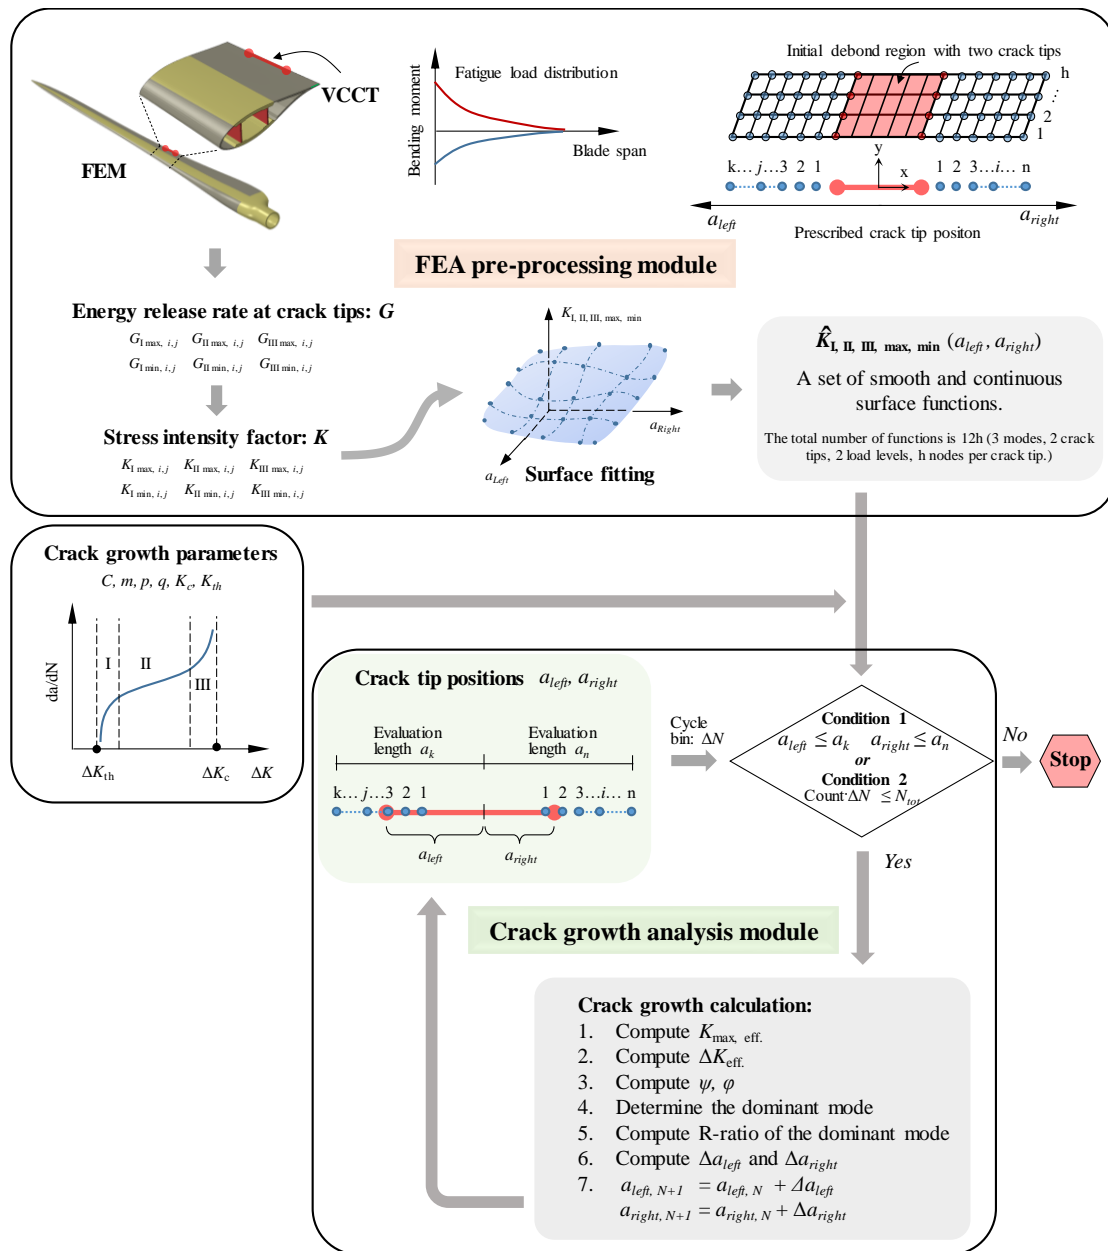 VCCT
FEM
Bending moment
Fatigue load distribution
Blade span
Initial debond region with two crack tips
h
⋮
2
1
k... j...3 2 1
y
x
1 2 3...i... n
a_left
a_right
Prescribed crack tip positon
FEA pre-processing module
Energy release rate at crack tips: G
G_I max, i,j G_II max, i,j G_III max, i,j
G_I min, i,j G_II min, i,j G_III min, i,j
Stress intensity factor: K
K_I max, i,j K_II max, i,j K_III max, i,j
K_I min, i,j K_II min, i,j K_III min, i,j
K_I, II, III, max, min
a_Right
a_Left
Surface fitting
K̂_I, II, III, max, min (a_left, a_right)
A set of smooth and continuous
surface functions.
The total number of functions is 12h (3 modes, 2 crack
tips, 2 load levels, h nodes per crack tip.)
Crack growth parameters
C, m, p, q, K_c, K_th
da/dN
I
II
III
ΔK_th
ΔK_c
ΔK
Crack tip positions a_left, a_right
Evaluation
length a_k
Evaluation
length a_n
k... j...3 2 1
1 2 3...i... n
a_left
a_right
Cycle
bin: ΔN
Condition 1
a_left ≤ a_k a_right ≤ a_n
or
Condition 2
Count·ΔN ≤ N_tot
No
Stop
Yes
Crack growth analysis module
Crack growth calculation:
1. Compute K_max, eff.
2. Compute ΔK_eff.
3. Compute ψ, φ
4. Determine the dominant mode
5. Compute R-ratio of the dominant mode
6. Compute Δa_left and Δa_right
7. a_left, N+1 = a_left, N + Δa_left
a_right, N+1 = a_right, N + Δa_right